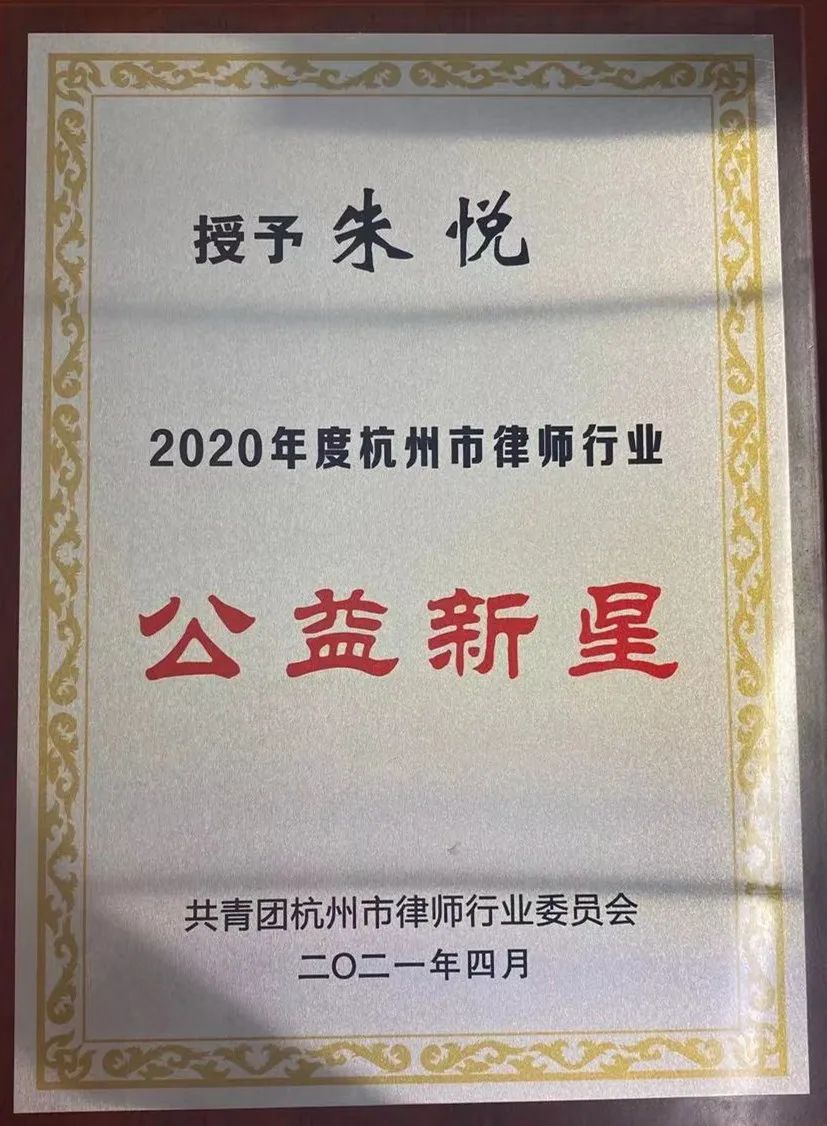 授予 朱悦
2020年度杭州市律师行业
公益新星
共青团杭州市律师行业委员会
二〇二一年四月